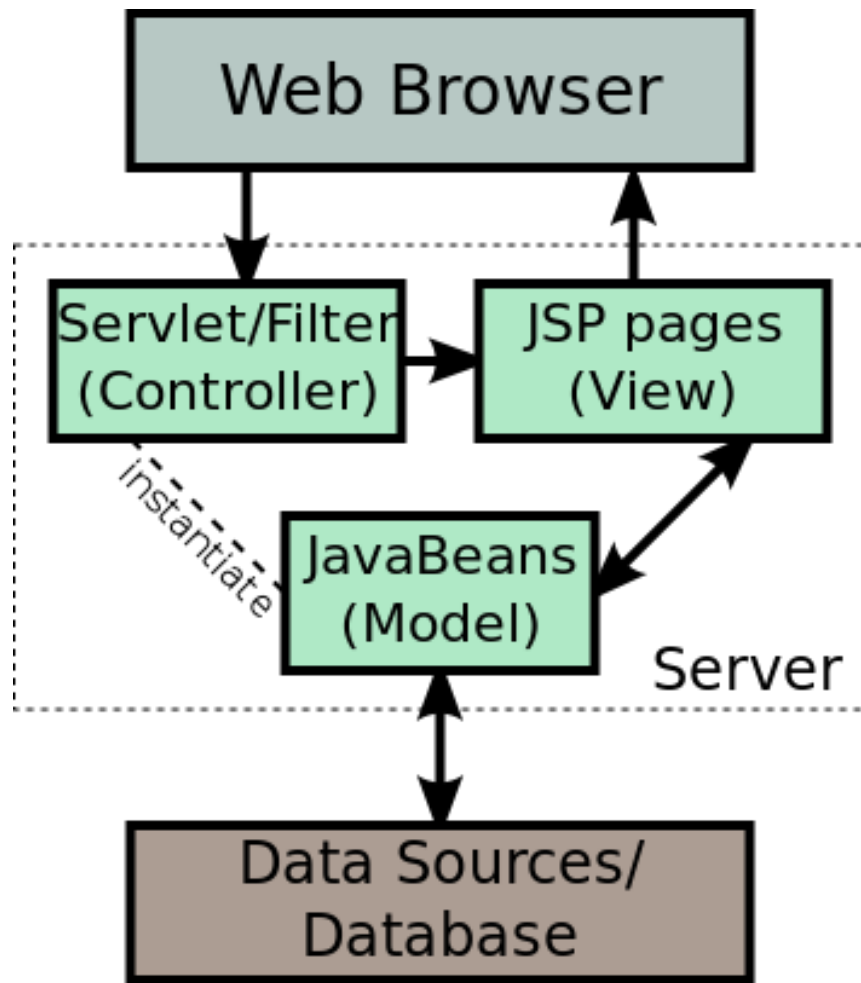 Web Browser
Servlet/Filter
(Controller)
JSP pages
(View)
instantiate
JavaBeans
(Model)
Server
Data Sources/
Database